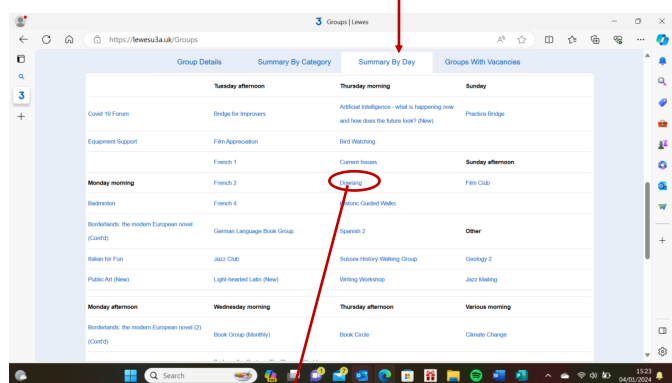 Groups | Lewes
https://lewesu3a.uk/Groups
Group Details Summary By Category Summary By Day Groups With Vacancies
Tuesday afternoon Thursday morning Sunday
Covid 19 Forum Bridge for Improvers Artificial Intelligence - what is happening now Practice Bridge
and how does the future look? (New)
Equipment Support Film Appreciation Bird Watching
French 1 Current Issues Sunday afternoon
Monday morning French 2 Dowsing Film Club
Badminton French 4 Historic Guided Walks
Borderlands: the modern European novel German Language Book Group Spanish 2 Other
(Cont'd)
Italian for Fun Jazz Club Sussex History Walking Group Geology 2
Public Art (New) Light-hearted Latin (New) Writing Workshop Jazz Mailing
Monday afternoon Wednesday morning Thursday afternoon Various morning
Borderlands: the modern European novel (2) Book Group (Monthly) Book Circle Climate Change
(Cont'd)
Search
15:23
04/01/2024